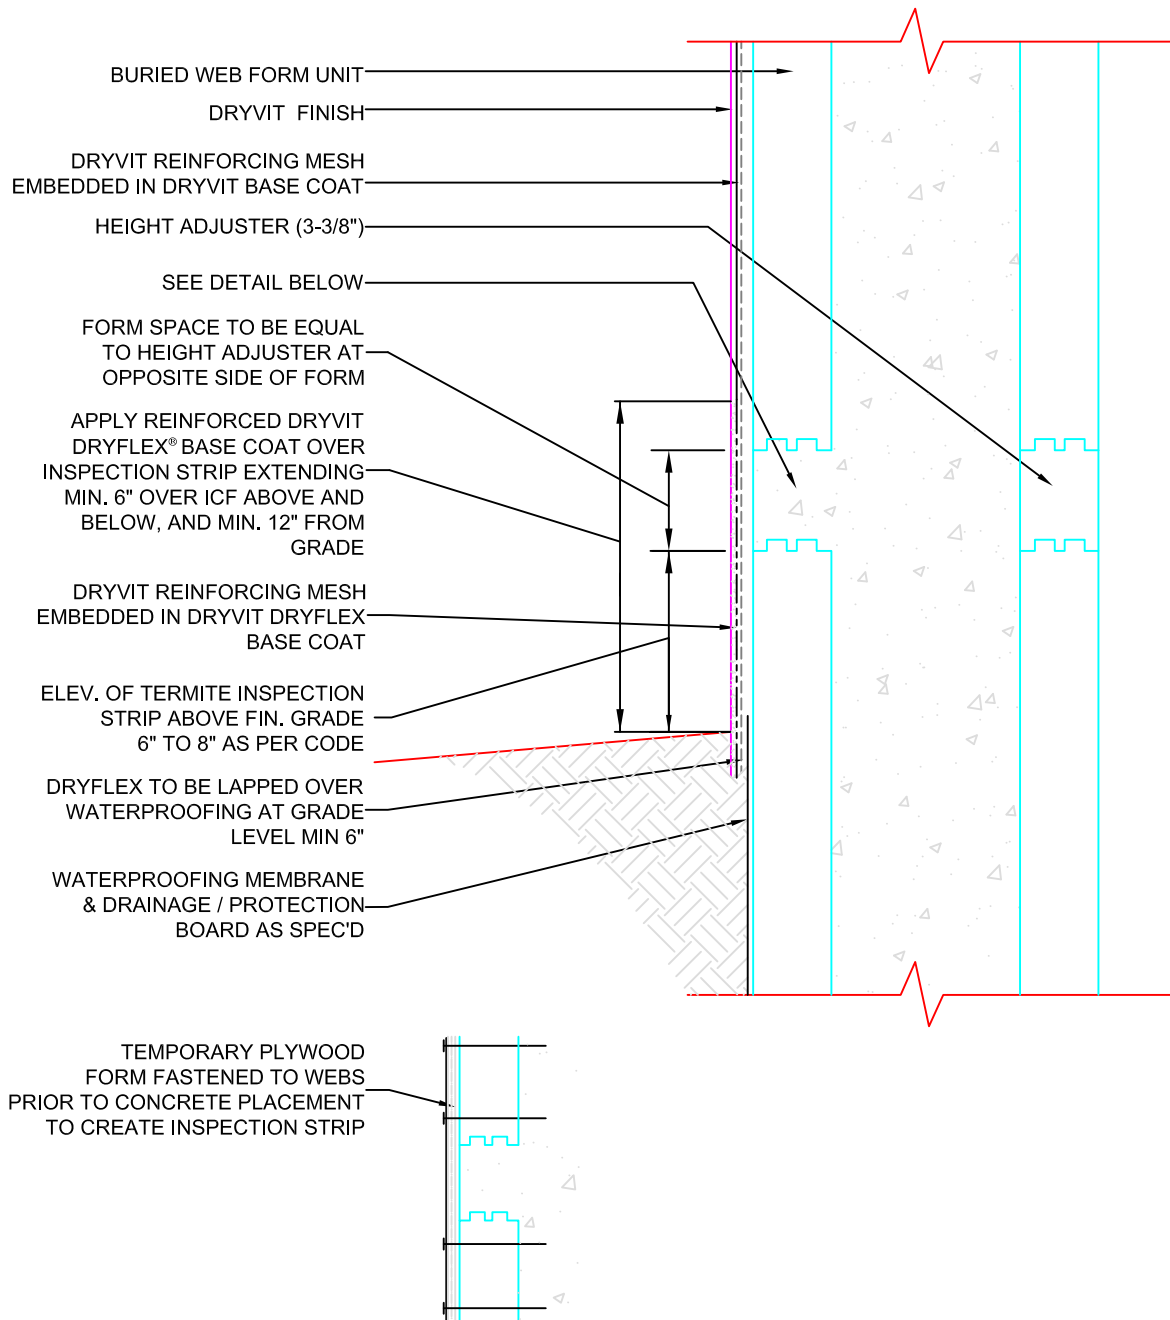 BURIED WEB FORM UNIT
DRYVIT FINISH
DRYVIT REINFORCING MESH
EMBEDDED IN DRYVIT BASE COAT
HEIGHT ADJUSTER (3-3/8")
SEE DETAIL BELOW
FORM SPACE TO BE EQUAL
TO HEIGHT ADJUSTER AT
OPPOSITE SIDE OF FORM
APPLY REINFORCED DRYVIT
DRYFLEX® BASE COAT OVER
INSPECTION STRIP EXTENDING
MIN. 6" OVER ICF ABOVE AND
BELOW, AND MIN. 12" FROM
GRADE
DRYVIT REINFORCING MESH
EMBEDDED IN DRYVIT DRYFLEX
BASE COAT
ELEV. OF TERMITE INSPECTION
STRIP ABOVE FIN. GRADE
6" TO 8" AS PER CODE
DRYFLEX TO BE LAPPED OVER
WATERPROOFING AT GRADE
LEVEL MIN 6"
WATERPROOFING MEMBRANE
& DRAINAGE / PROTECTION
BOARD AS SPEC'D
TEMPORARY PLYWOOD
FORM FASTENED TO WEBS
PRIOR TO CONCRETE PLACEMENT
TO CREATE INSPECTION STRIP